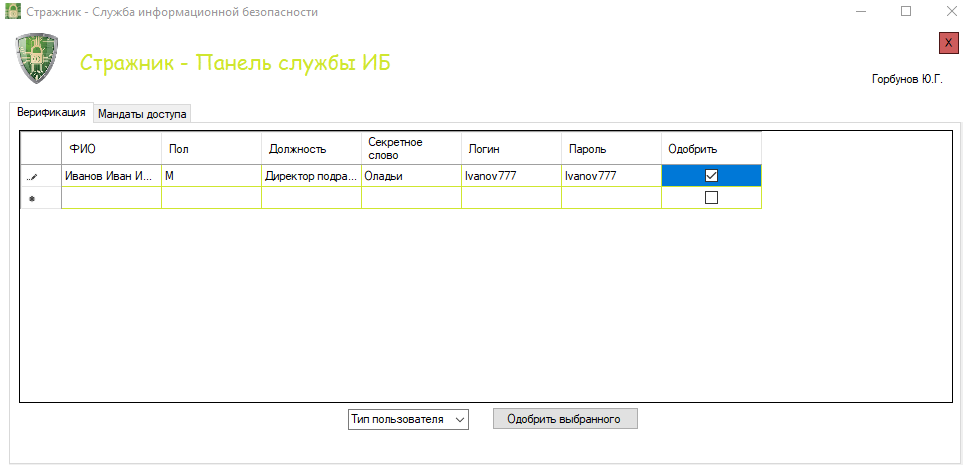 Стражник - Служба информационной безопасности
Стражник - Панель службы ИБ
X
Горбунов Ю.Г.
Верификация Мандаты доступа
ФИО Пол Должность Секретное слово Логин Пароль Одобрить
Иванов Иван И... М Директор подра... Оладьи Ivanov777 Ivanov777
Тип пользователя Одобрить выбранного